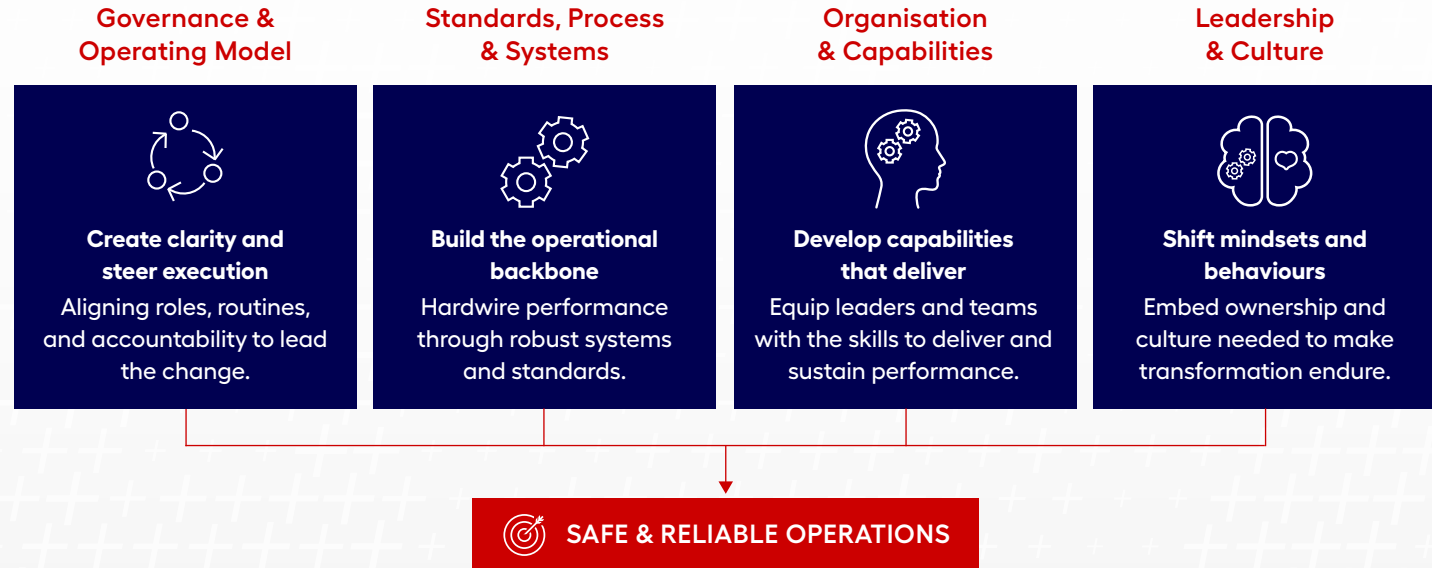 Governance &
Operating Model
Create clarity and
steer execution
Aligning roles, routines,
and accountability to lead
the change.
Standards, Process
& Systems
Build the operational
backbone
Hardwire performance
through robust systems
and standards.
Organisation
& Capabilities
Develop capabilities
that deliver
Equip leaders and teams
with the skills to deliver and
sustain performance.
Leadership
& Culture
Shift mindsets and
behaviours
Embed ownership and
culture needed to make
transformation endure.
SAFE & RELIABLE OPERATIONS